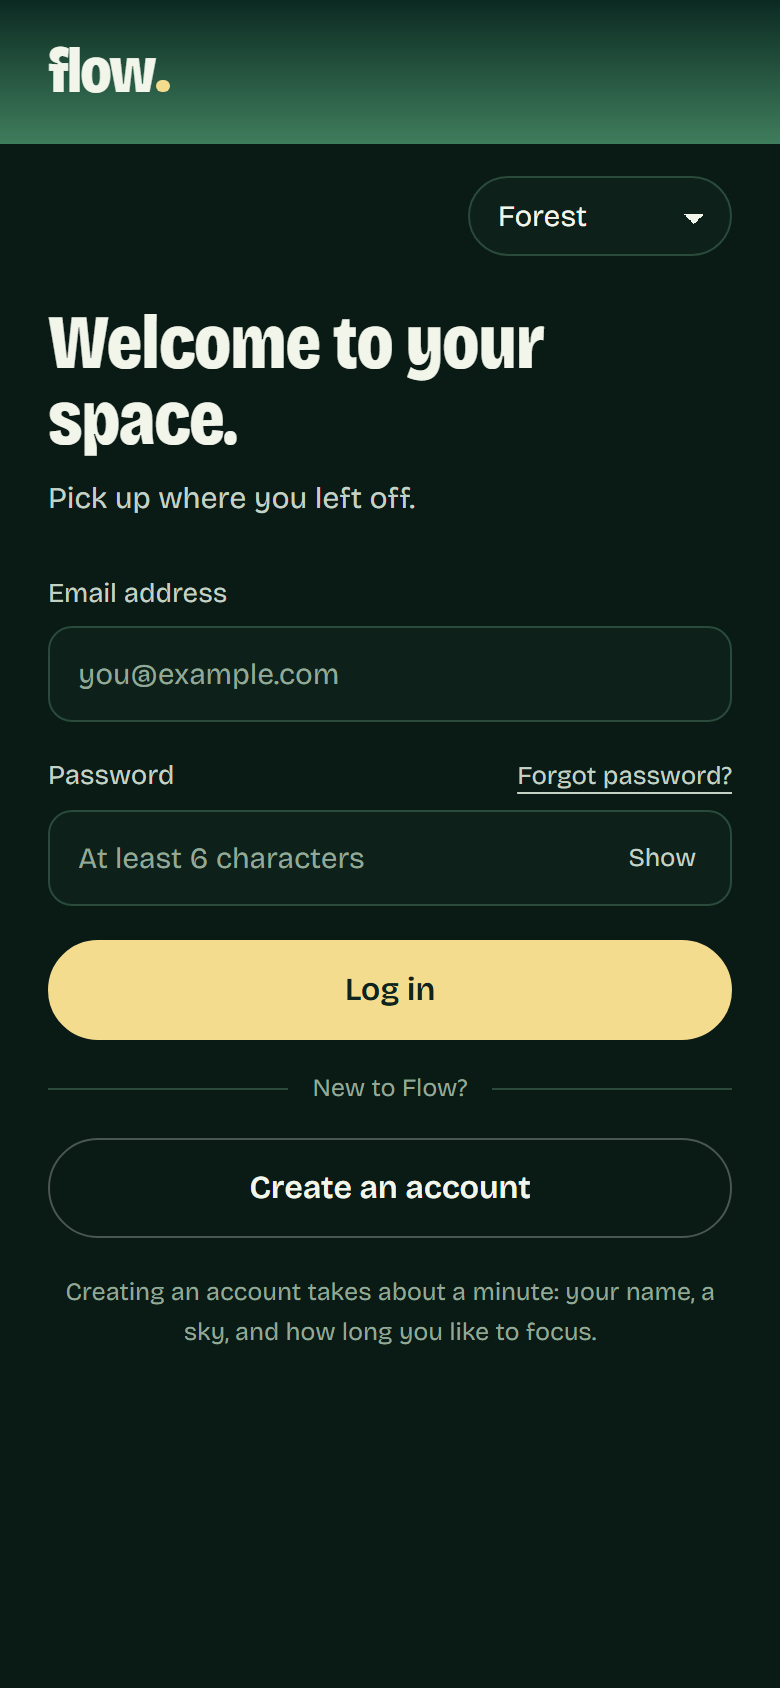 flow.
Forest
Welcome to your
space.
Pick up where you left off.
Email address
you@example.com
Password
Forgot password?
At least 6 characters
Show
Log in
New to Flow?
Create an account
Creating an account takes about a minute: your name, a
sky, and how long you like to focus.